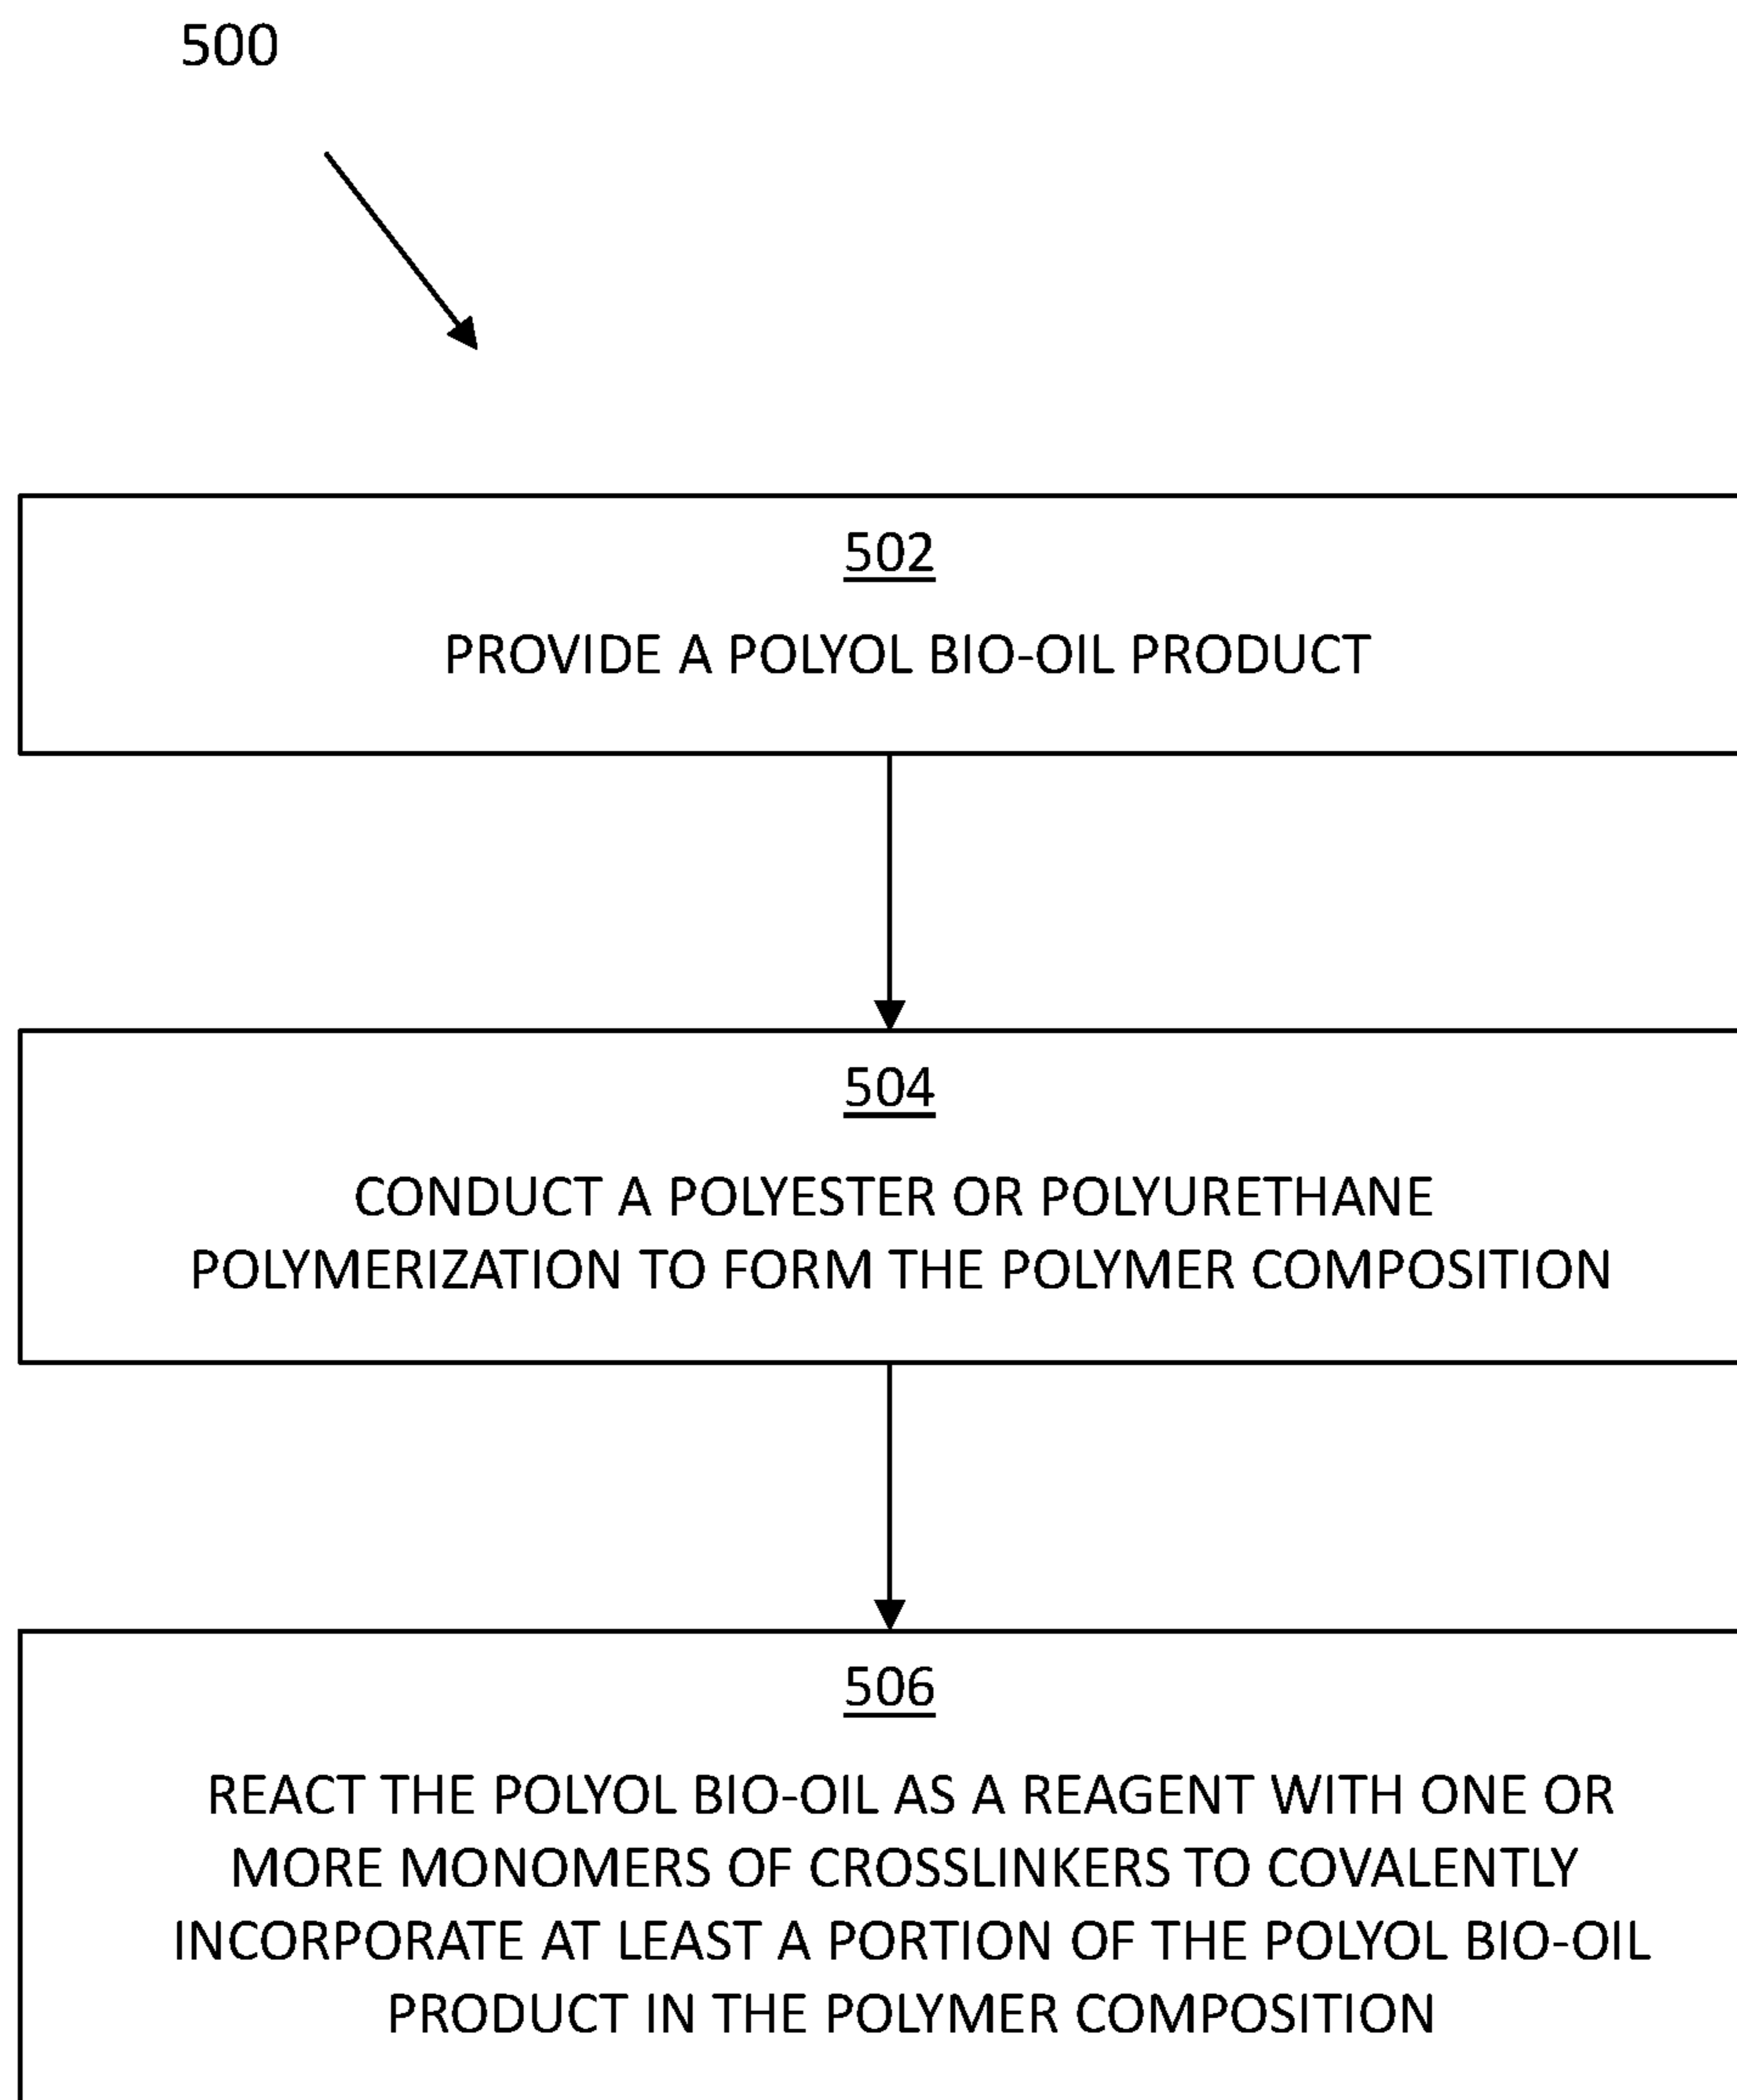 500
502
PROVIDE A POLYOL BIO-OIL PRODUCT
504
CONDUCT A POLYESTER OR POLYURETHANE
POLYMERIZATION TO FORM THE POLYMER COMPOSITION
506
REACT THE POLYOL BIO-OIL AS A REAGENT WITH ONE OR
MORE MONOMERS OF CROSSLINKERS TO COVALENTLY
INCORPORATE AT LEAST A PORTION OF THE POLYOL BIO-OIL
PRODUCT IN THE POLYMER COMPOSITION